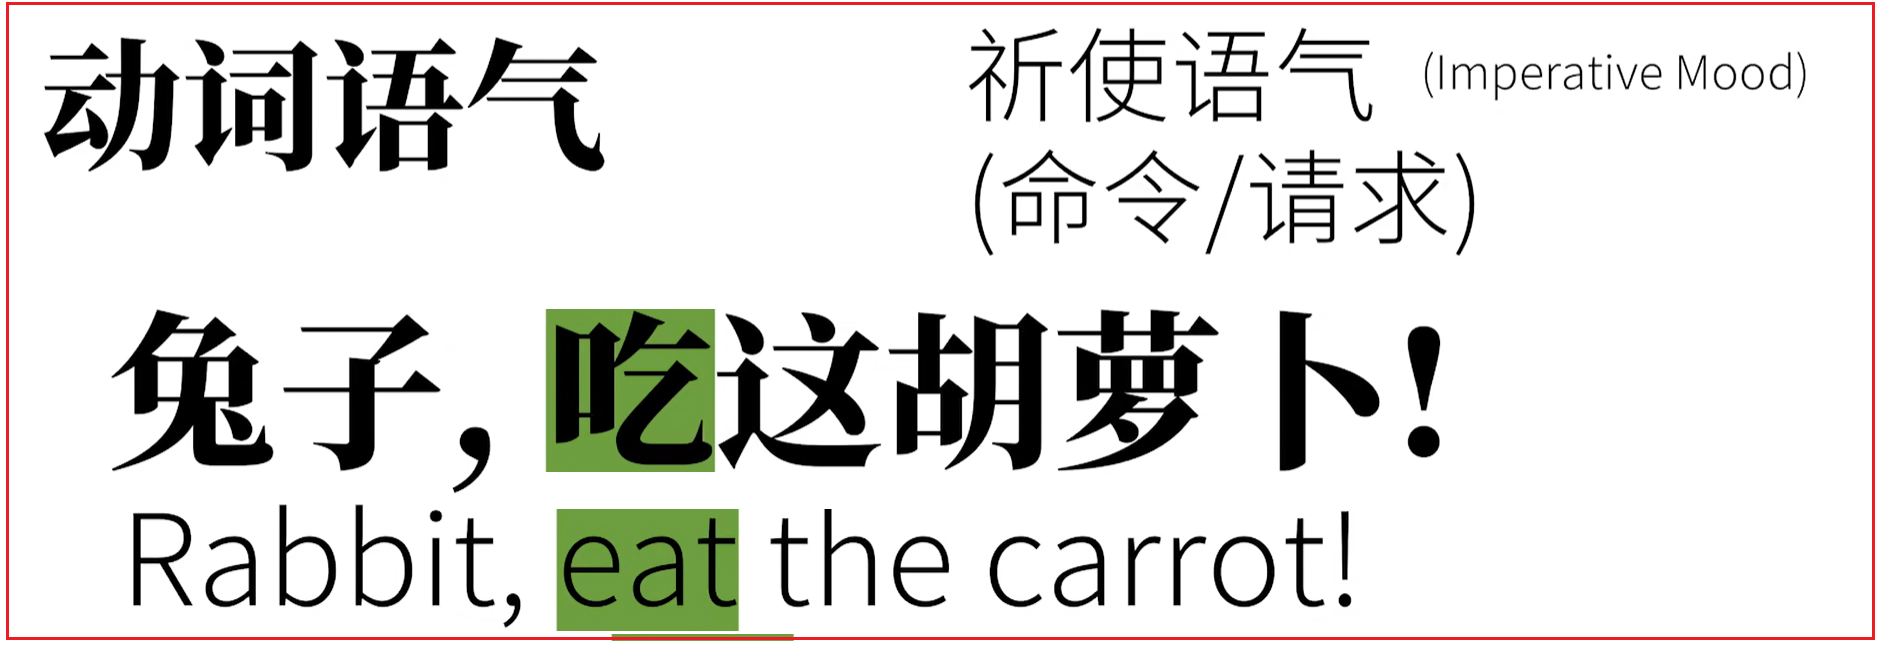 动词语气
祈使语气 (Imperative Mood)
(命令/请求)
兔子，吃这胡萝卜！
Rabbit, eat the carrot!